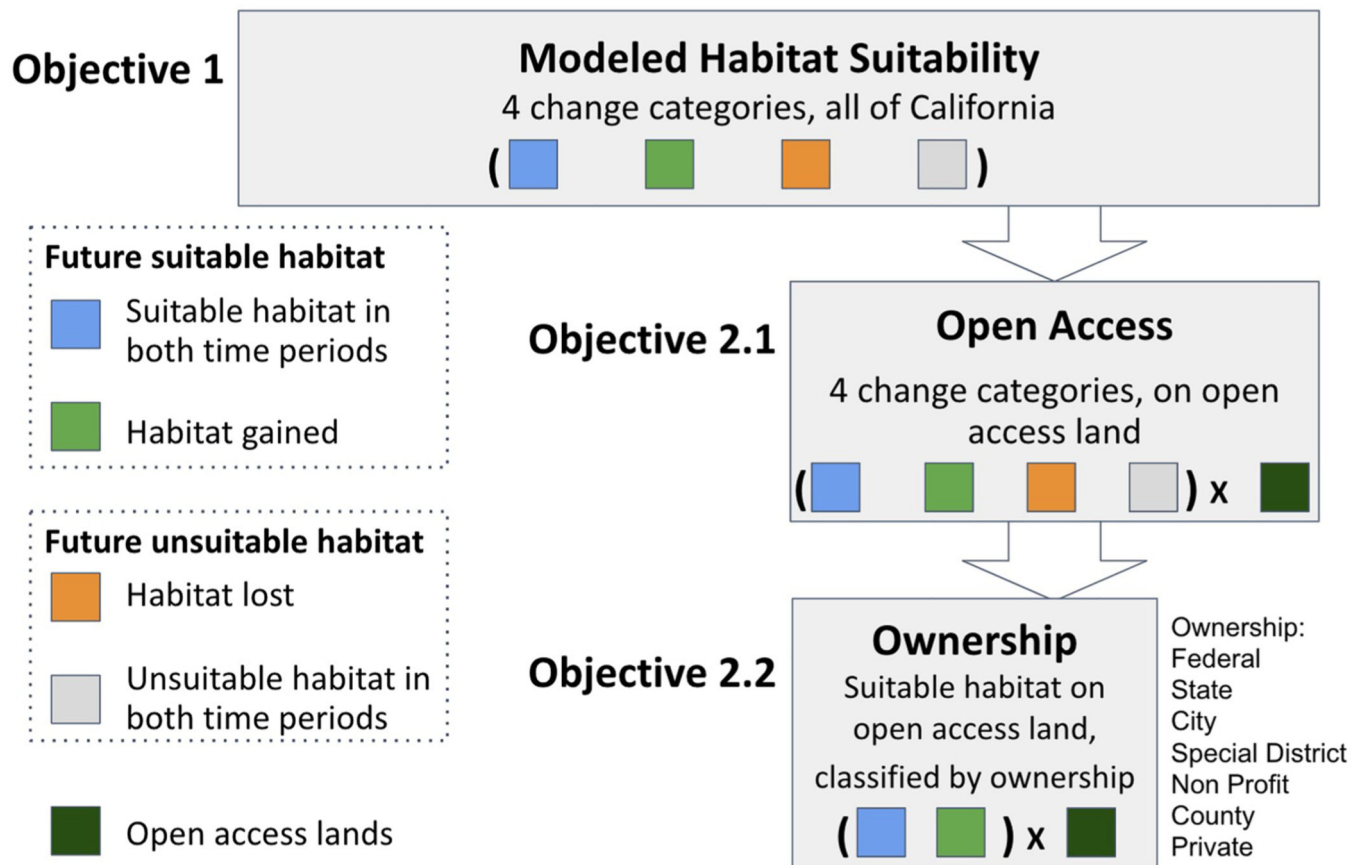 Objective 1
Modeled Habitat Suitability
4 change categories, all of California
( )
Future suitable habitat
Suitable habitat in
both time periods
Habitat gained
Future unsuitable habitat
Habitat lost
Unsuitable habitat in
both time periods
Open access lands
Objective 2.1
Open Access
4 change categories, on open
access land
( ) x
Objective 2.2
Ownership
Suitable habitat on
open access land,
classified by ownership
( ) x
Ownership:
Federal
State
City
Special District
Non Profit
County
Private